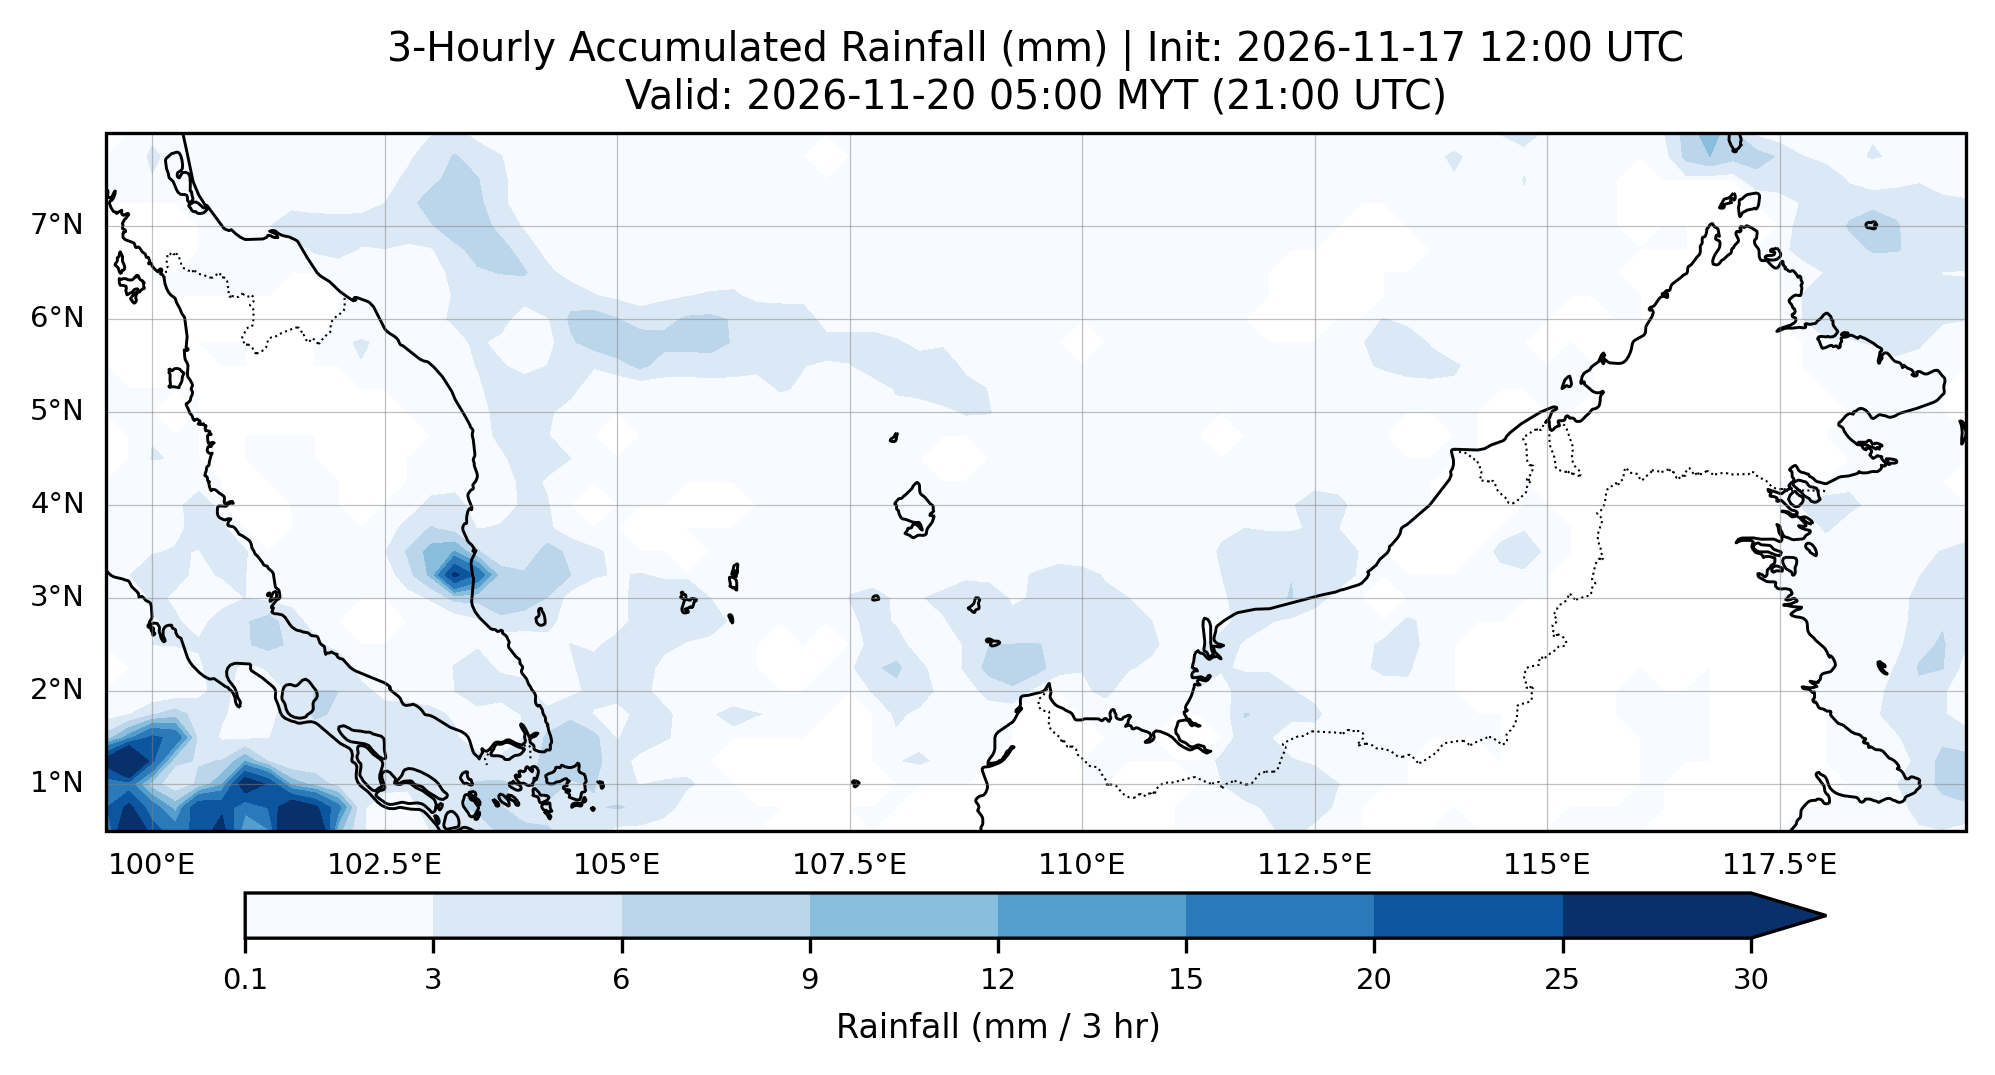 3-Hourly Accumulated Rainfall (mm) | Init: 2026-11-17 12:00 UTC
Valid: 2026-11-20 05:00 MYT (21:00 UTC)
7°N
6°N
5°N
4°N
3°N
2°N
1°N
100°E 102.5°E 105°E 107.5°E 110°E 112.5°E 115°E 117.5°E
0.1 3 6 9 12 15 20 25 30
Rainfall (mm / 3 hr)